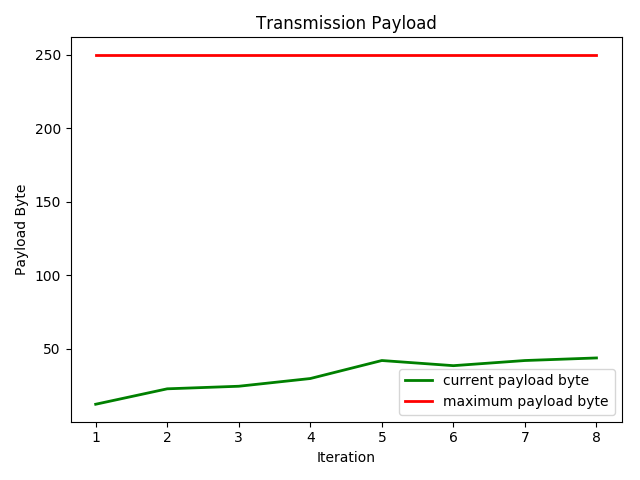 Transmission Payload
250
200
150
100
50
Payload Byte
current payload byte
maximum payload byte
1 2 3 4 5 6 7 8
Iteration